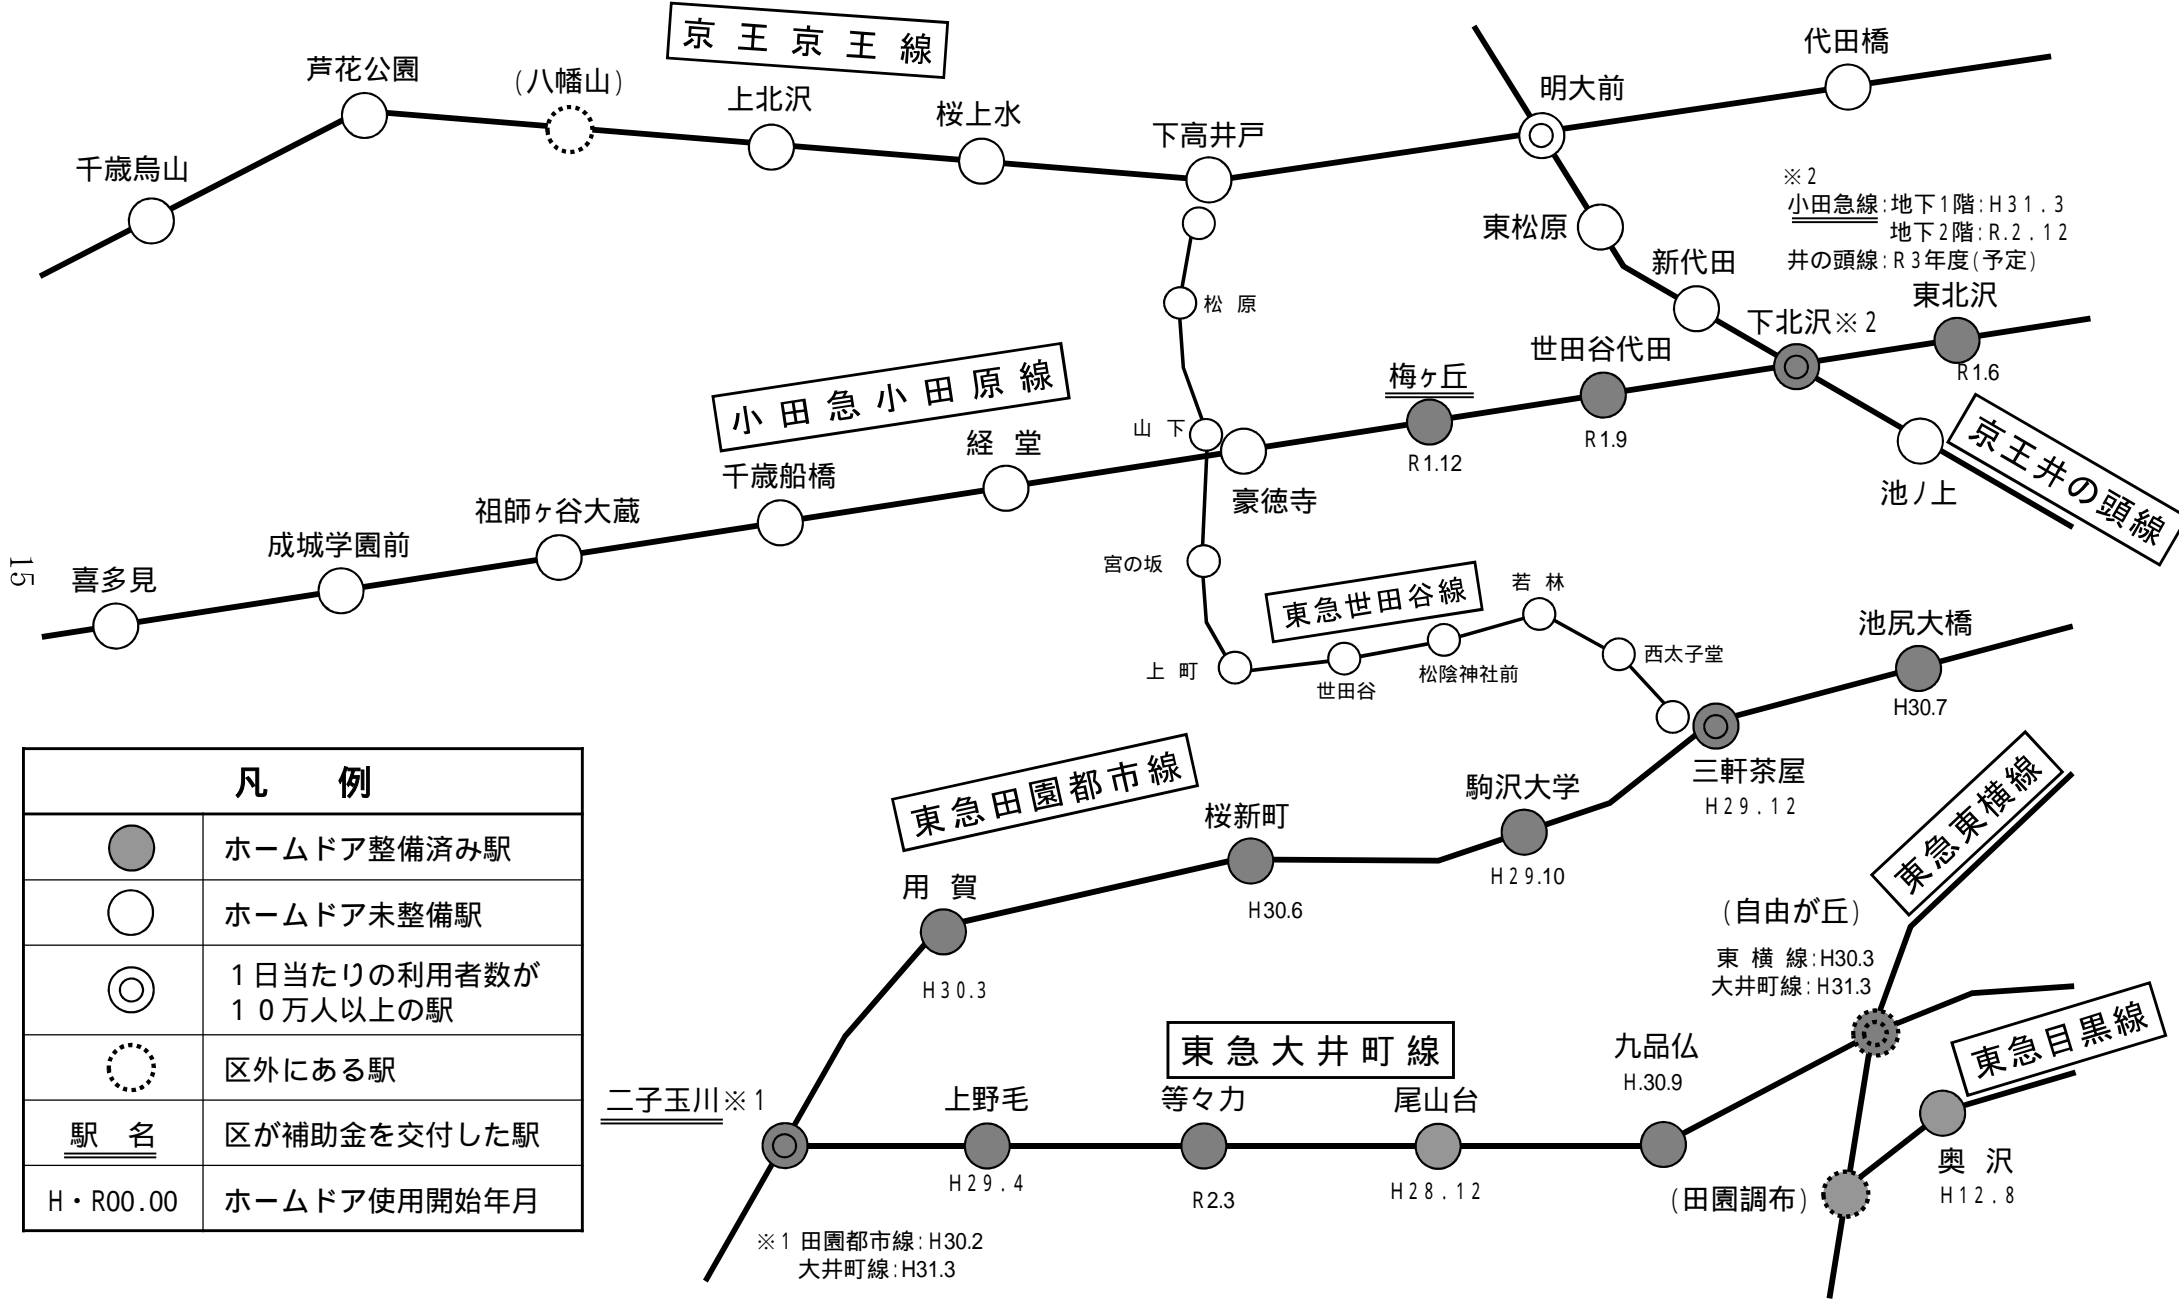 京王京王線
芦花公園
(八幡山)
上北沢
桜上水
下高井戸
明大前
代田橋
千歳烏山
※2
小田急線:地下1階:H31.3
地下2階:R.2.12
井の頭線:R3年度(予定)
東松原
新代田
松原
下北沢※2
東北沢
R1.6
世田谷代田
R1.9
梅ヶ丘
R1.12
小田急小田原線
山下
豪徳寺
経堂
千歳船橋
祖師ヶ谷大蔵
成城学園前
喜多見
池ノ上
京王井の頭線
15
宮の坂
東急世田谷線
若林
西太子堂
上町
世田谷
松陰神社前
池尻大橋
H30.7
三軒茶屋
H29.12
東急田園都市線
駒沢大学
H29.10
桜新町
H30.6
用賀
H30.3
東急東横線
(自由が丘)
東横線:H30.3
大井町線:H31.3
東急目黒線
東急大井町線
九品仏
H.30.9
二子玉川※1
上野毛
H29.4
等々力
R2.3
尾山台
H28.12
奥沢
H12.8
(田園調布)
※1 田園都市線:H30.2
大井町線:H31.3
凡 例
ホームドア整備済み駅
ホームドア未整備駅
1日当たりの利用者数が
10万人以上の駅
区外にある駅
駅 名 区が補助金を交付した駅
H・R00.00 ホームドア使用開始年月